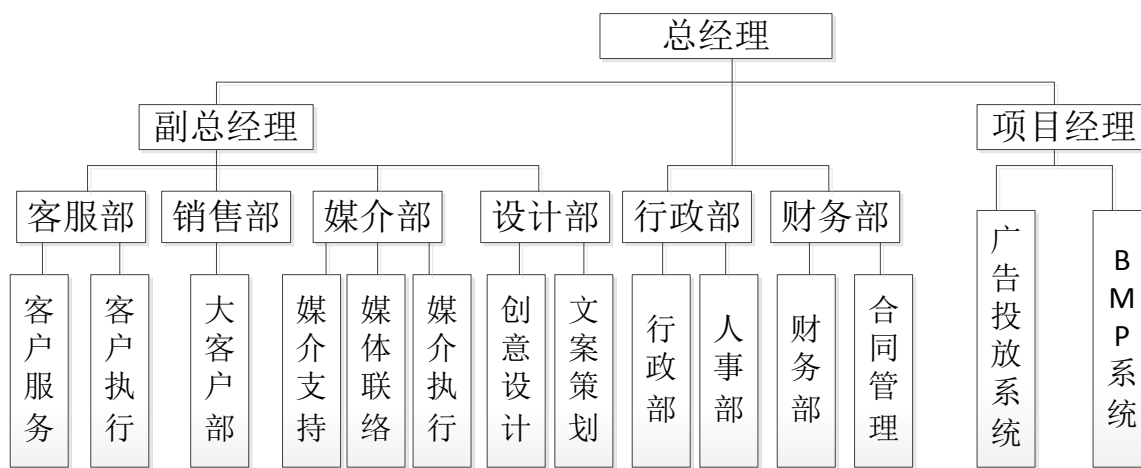 总经理
副总经理
项目经理
客服部
销售部
媒介部
设计部
行政部
财务部
客户服务
客户执行
大客户部
媒介支持
媒体联络
媒介执行
创意设计
文案策划
行政部
人事部
财务部
合同管理
广告投放系统
BMP系统